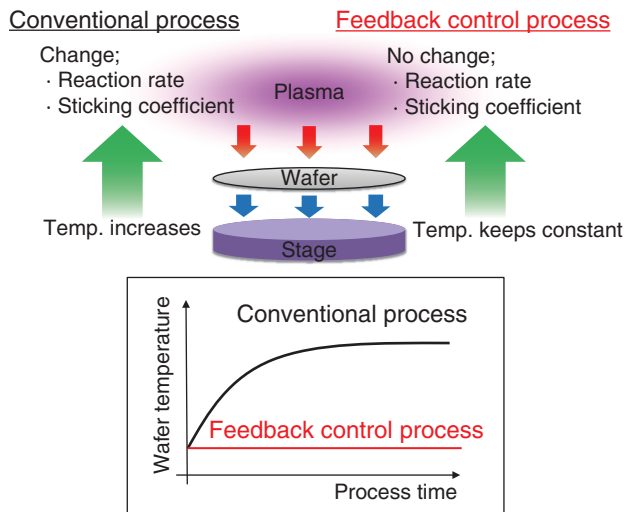 Conventional process
Feedback control process
Change;
· Reaction rate
· Sticking coefficient
No change;
· Reaction rate
· Sticking coefficient
Plasma
Wafer
Temp. increases
Stage
Temp. keeps constant
Wafer temperature
Conventional process
Feedback control process
Process time